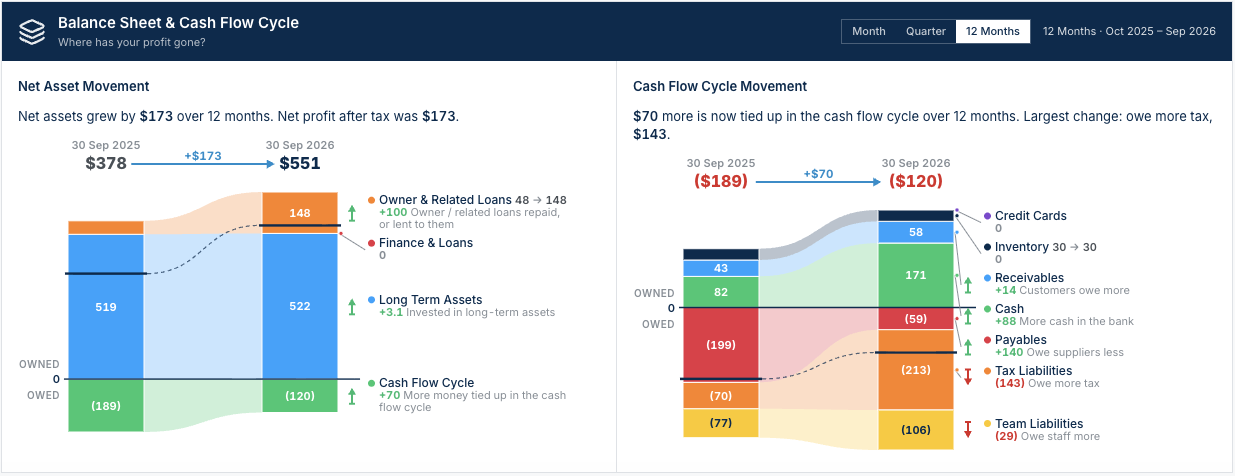 Balance Sheet & Cash Flow Cycle
Where has your profit gone?
Month Quarter 12 Months 12 Months · Oct 2025 – Sep 2026
Net Asset Movement
Net assets grew by $173 over 12 months. Net profit after tax was $173.
30 Sep 2025 30 Sep 2026
$378 +$173 $551
148
519
522
OWNED
0
OWED
(189)
(120)
Owner & Related Loans 48 → 148
+100 Owner / related loans repaid,
or lent to them
Finance & Loans
0
Long Term Assets
+3.1 Invested in long-term assets
Cash Flow Cycle
+70 More money tied up in the cash
flow cycle
Cash Flow Cycle Movement
$70 more is now tied up in the cash flow cycle over 12 months. Largest change: owe more tax,
$143.
30 Sep 2025 30 Sep 2026
($189) +$70 ($120)
43
82
OWNED
0
OWED
(199)
(70)
(77)
58
171
(59)
(213)
(106)
Credit Cards
0
Inventory 30 → 30
0
Receivables
+14 Customers owe more
Cash
+88 More cash in the bank
Payables
+140 Owe suppliers less
Tax Liabilities
(143) Owe more tax
Team Liabilities
(29) Owe staff more